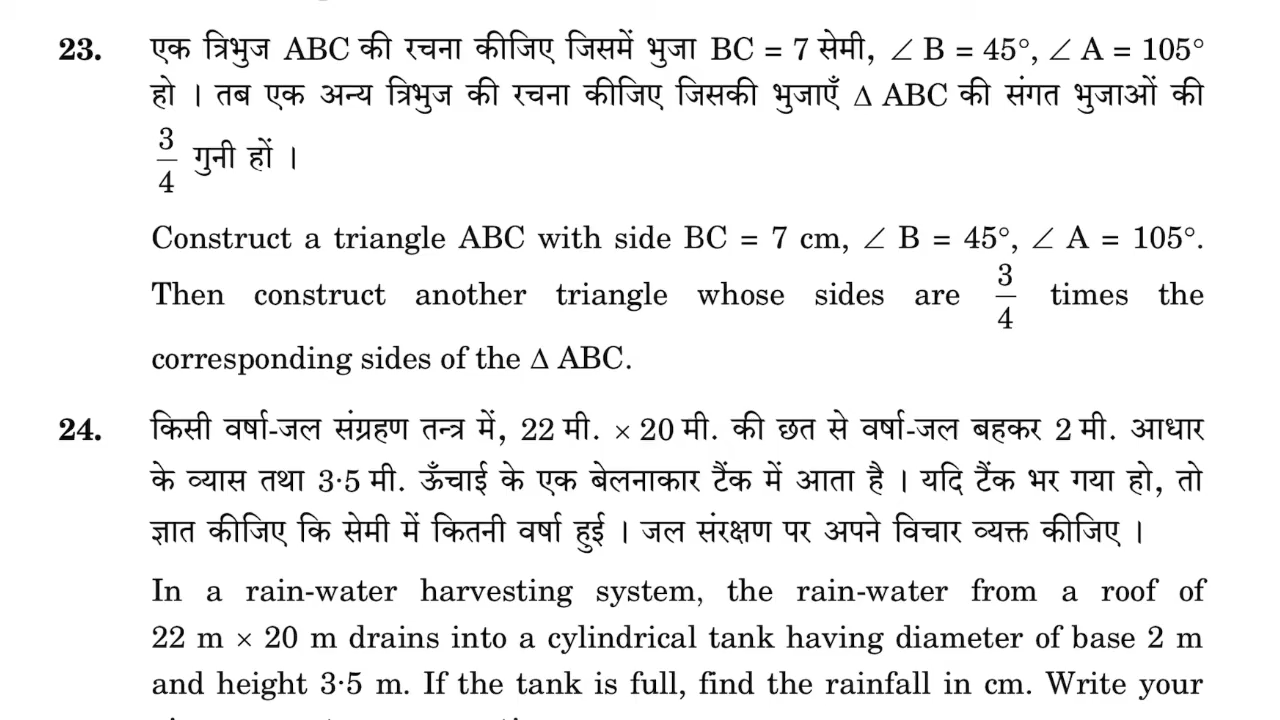 23. एक त्रिभुज ABC की रचना कीजिए जिसमें भुजा BC = 7 सेमी, ∠ B = 45°, ∠ A = 105°
हो । तब एक अन्य त्रिभुज की रचना कीजिए जिसकी भुजाएँ Δ ABC की संगत भुजाओं की
3/4 गुनी हों ।
Construct a triangle ABC with side BC = 7 cm, ∠ B = 45°, ∠ A = 105°.
Then construct another triangle whose sides are 3/4 times the
corresponding sides of the Δ ABC.
24. किसी वर्षा-जल संग्रहण तन्त्र में, 22 मी. × 20 मी. की छत से वर्षा-जल बहकर 2 मी. आधार
के व्यास तथा 3·5 मी. ऊँचाई के एक बेलनाकार टैंक में आता है । यदि टैंक भर गया हो, तो
ज्ञात कीजिए कि सेमी में कितनी वर्षा हुई । जल संरक्षण पर अपने विचार व्यक्त कीजिए ।
In a rain-water harvesting system, the rain-water from a roof of
22 m × 20 m drains into a cylindrical tank having diameter of base 2 m
and height 3·5 m. If the tank is full, find the rainfall in cm. Write your